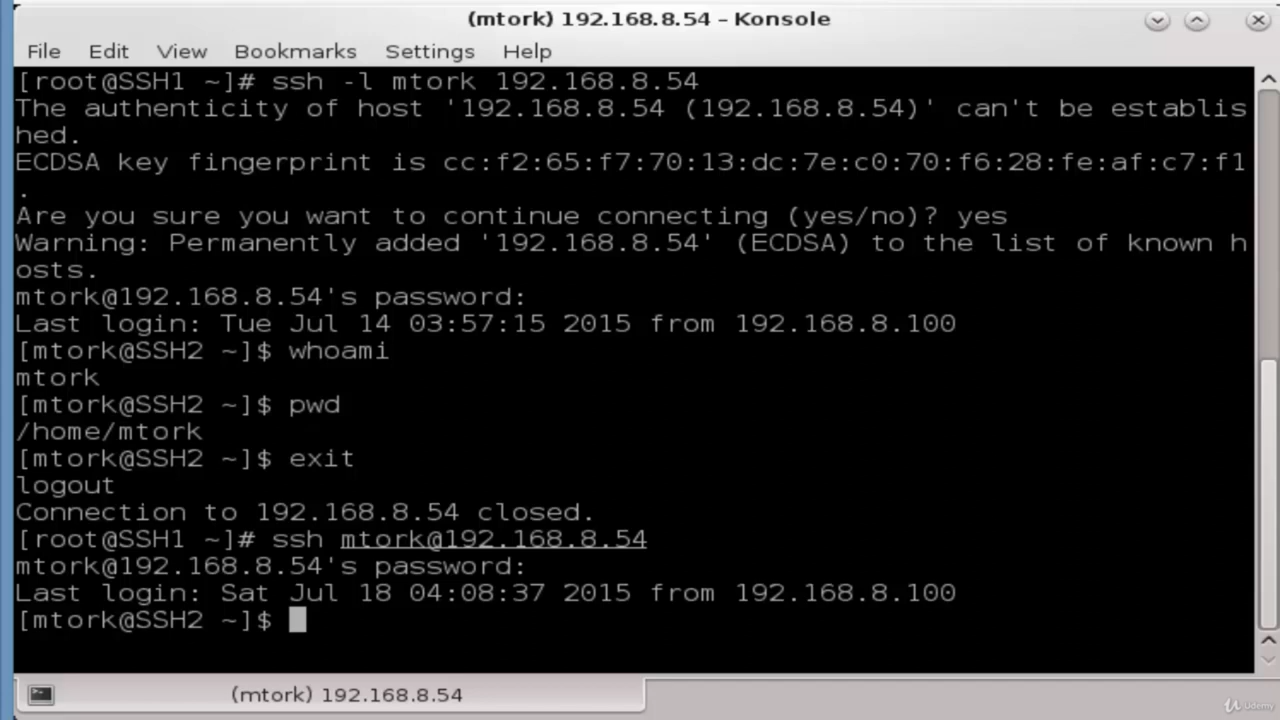 (mtork) 192.168.8.54 – Konsole
File Edit View Bookmarks Settings Help
[root@SSH1 ~]# ssh -l mtork 192.168.8.54
The authenticity of host '192.168.8.54 (192.168.8.54)' can't be establis
hed.
ECDSA key fingerprint is cc:f2:65:f7:70:13:dc:7e:c0:70:f6:28:fe:af:c7:f1
.
Are you sure you want to continue connecting (yes/no)? yes
Warning: Permanently added '192.168.8.54' (ECDSA) to the list of known h
osts.
mtork@192.168.8.54's password:
Last login: Tue Jul 14 03:57:15 2015 from 192.168.8.100
[mtork@SSH2 ~]$ whoami
mtork
[mtork@SSH2 ~]$ pwd
/home/mtork
[mtork@SSH2 ~]$ exit
logout
Connection to 192.168.8.54 closed.
[root@SSH1 ~]# ssh mtork@192.168.8.54
mtork@192.168.8.54's password:
Last login: Sat Jul 18 04:08:37 2015 from 192.168.8.100
[mtork@SSH2 ~]$
(mtork) 192.168.8.54
Udemy